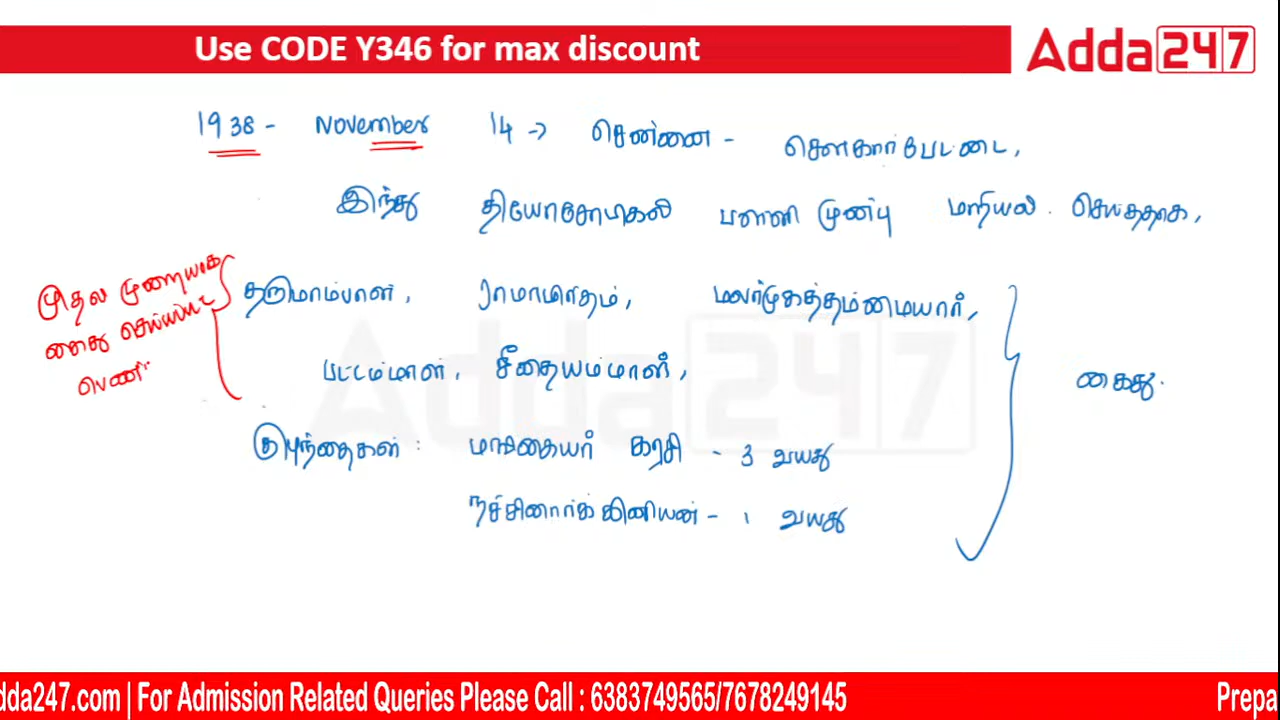 Use CODE Y346 for max discount
Adda247
1938 - November 14 -> சென்னை - சௌகார்பேட்டை,
இந்து தியோசோபிகல் பள்ளி முன்பு மறியல் செய்ததாக,
முதல் முறையாக
கைது செய்யப்பட்ட
பெண்
தருமாம்பாள், ராமாமிர்தம், மலர்முகத்தம்மையார்,
பட்டம்மாள், சீதையம்மாள்,
கைது.
குழந்தைகள் : மங்கையர் கரசி - 3 வயது
நச்சினார்க்கினியன் - 1 வயது
Adda247
dda247.com | For Admission Related Queries Please Call : 6383749565/7678249145 Prepa